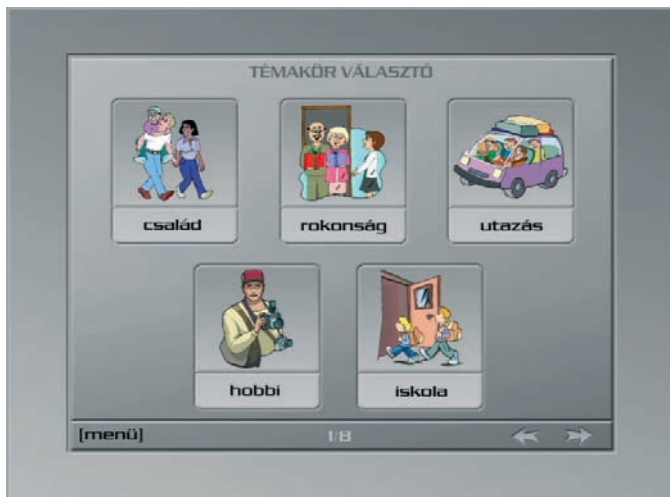 TÉMAKÖR VÁLASZTÓ
család
rokonság
utazás
hobbi
iskola
[menü]
1/8